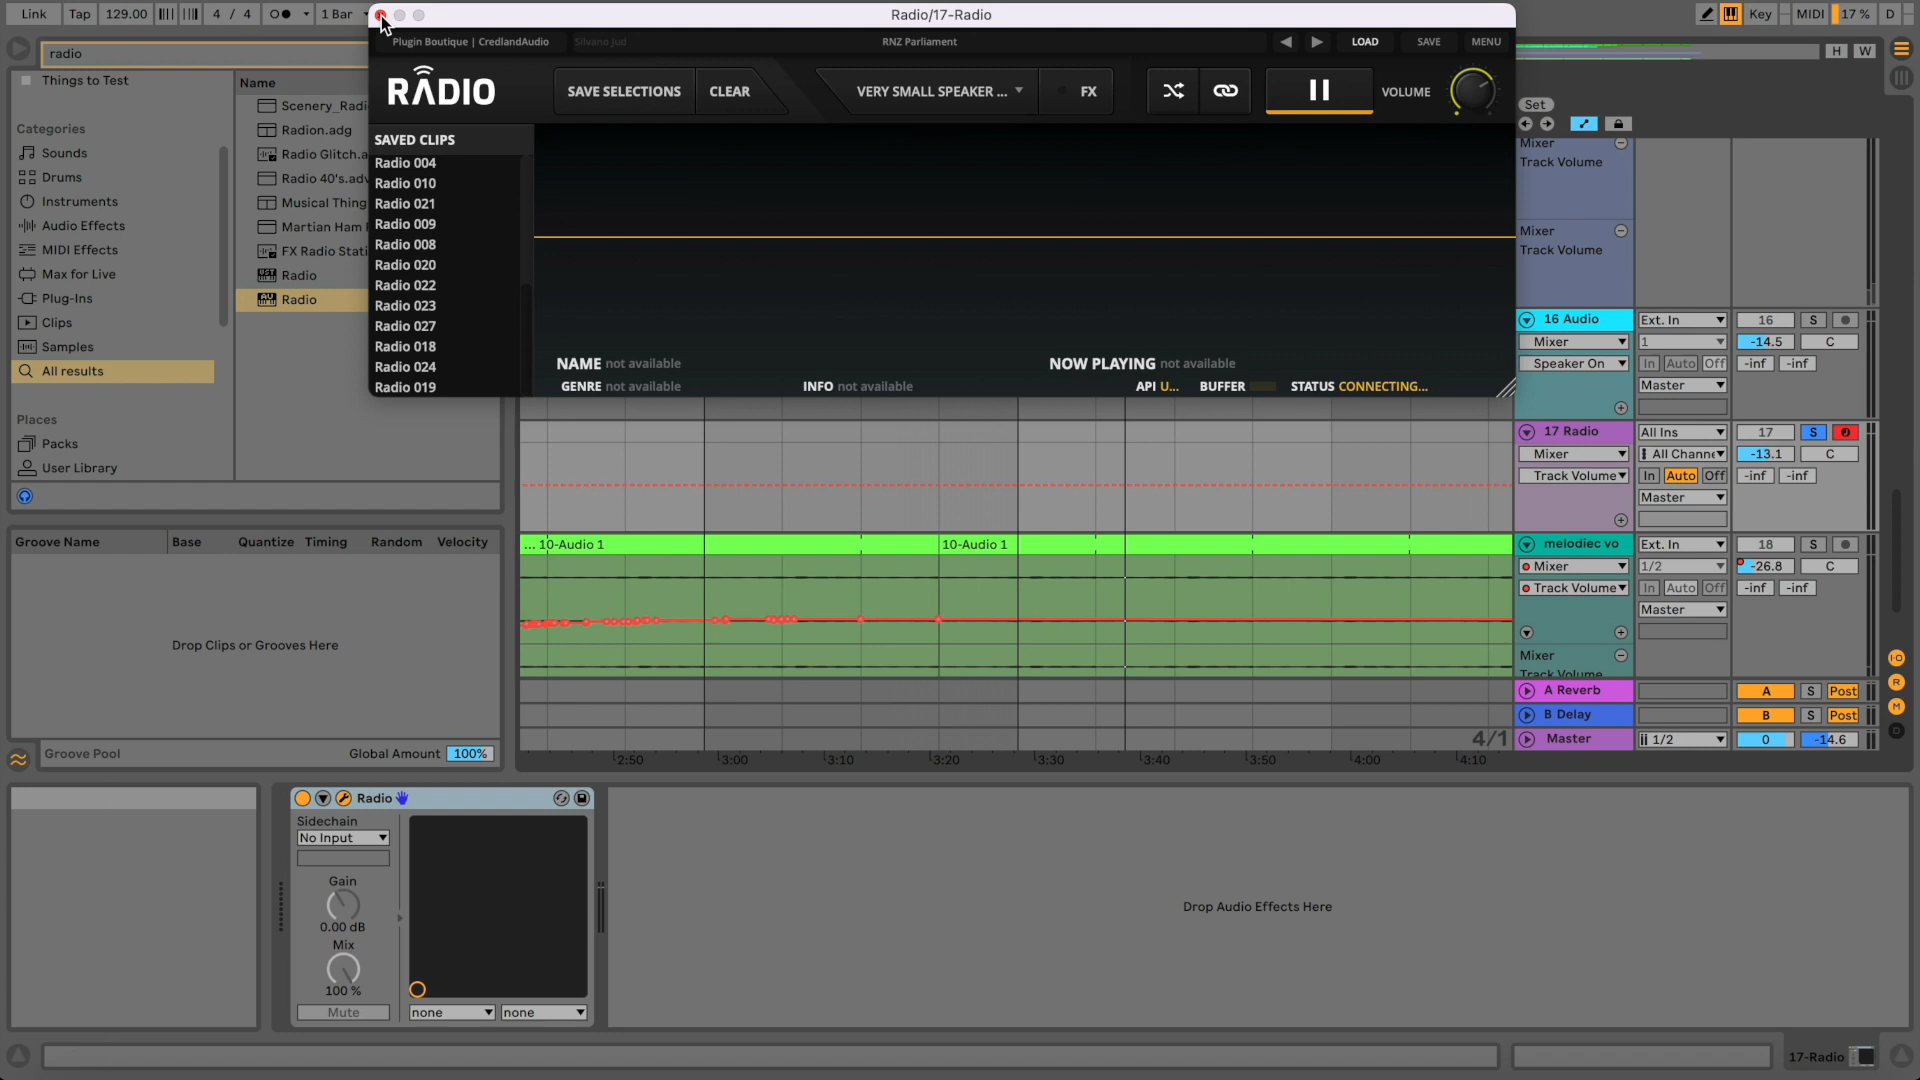 Link Tap 129.00 4 / 4 1 Bar
Radio/17-Radio
Key MIDI 17 % D
Plugin Boutique | CredlandAudio Silvano Jud RNZ Parliament LOAD SAVE MENU
radio
H W
Things to Test
Name
RADIO SAVE SELECTIONS CLEAR VERY SMALL SPEAKER ... FX VOLUME
Set
SAVED CLIPS
Radio 004
Radio 010
Radio 021
Radio 009
Radio 008
Radio 020
Radio 022
Radio 023
Radio 027
Radio 018
Radio 024
Radio 019
Categories
Sounds
Drums
Instruments
Audio Effects
MIDI Effects
Max for Live
Plug-Ins
Clips
Samples
All results
Places
Packs
User Library
Scenery_Radi
Radion.adg
Radio Glitch.a
Radio 40's.adv
Musical Thing
Martian Ham
FX Radio Stati
Radio
Radio
NAME not available NOW PLAYING not available
GENRE not available INFO not available API U... BUFFER STATUS CONNECTING...
Mixer
Track Volume
Mixer
Track Volume
16 Audio Ext. In 16 S
Mixer 1 -14.5 C
Speaker On In Auto Off -inf -inf
Master
17 Radio All Ins 17 S
Mixer All Channe -13.1 C
Track Volume In Auto Off -inf -inf
Master
... 10-Audio 1 10-Audio 1
melodiec vo Ext. In 18 S
Mixer 1/2 -26.8 C
Track Volume In Auto Off -inf -inf
Master
Mixer
Track Volume
A Reverb A S Post
B Delay B S Post
4/1 Master 1/2 0 -14.6
I·O
R
M
D
2:50 3:00 3:10 3:20 3:30 3:40 3:50 4:00 4:10
Groove Name Base Quantize Timing Random Velocity
Drop Clips or Grooves Here
Groove Pool Global Amount 100%
Radio
Sidechain
No Input
Gain
0.00 dB
Mix
100 %
Mute none none
Drop Audio Effects Here
17-Radio